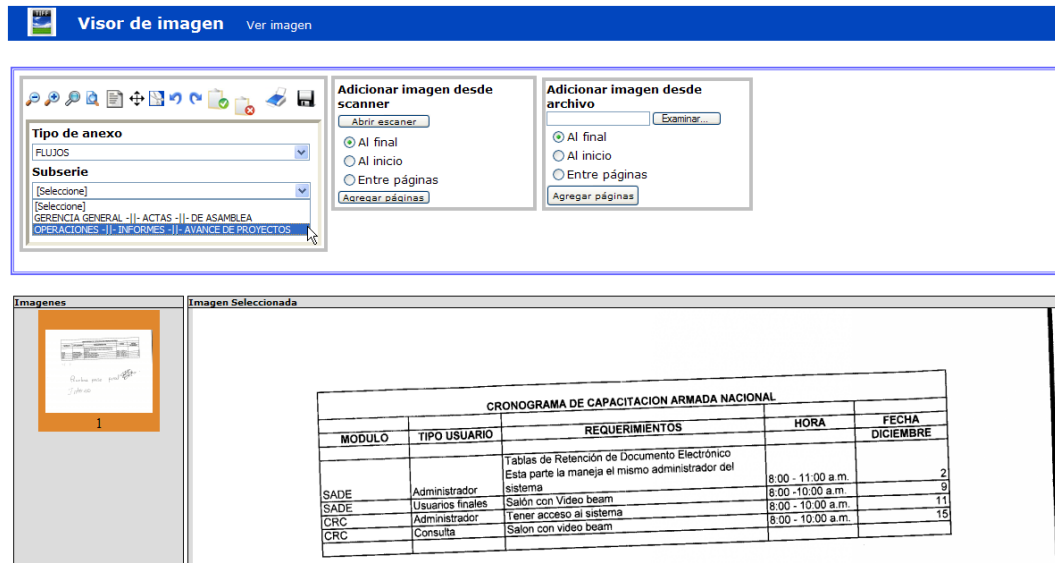 TIFF
Visor de imagen Ver imagen
Adicionar imagen desde
scanner
Abrir escaner
Al final
Al inicio
Entre páginas
Agregar páginas
Adicionar imagen desde
archivo
Examinar...
Al final
Al inicio
Entre páginas
Agregar páginas
Tipo de anexo
FLUJOS
Subserie
[Seleccione]
[Seleccione]
GERENCIA GENERAL -||- ACTAS -||- DE ASAMBLEA
OPERACIONES -||- INFORMES -||- AVANCE DE PROYECTOS
Imagenes
1
Imagen Seleccionada
CRONOGRAMA DE CAPACITACION ARMADA NACIONAL
MODULO TIPO USUARIO REQUERIMIENTOS HORA FECHA
DICIEMBRE
Tablas de Retención de Documento Electrónico
Esta parte la maneja el mismo administrador del
SADE Administrador sistema 8:00 - 11:00 a.m. 2
SADE Usuarios finales Salón con Video beam 8:00 -10:00 a.m. 9
CRC Administrador Tener acceso al sistema 8:00 - 10:00 a.m. 11
CRC Consulta Salon con video beam 8:00 - 10:00 a.m. 15